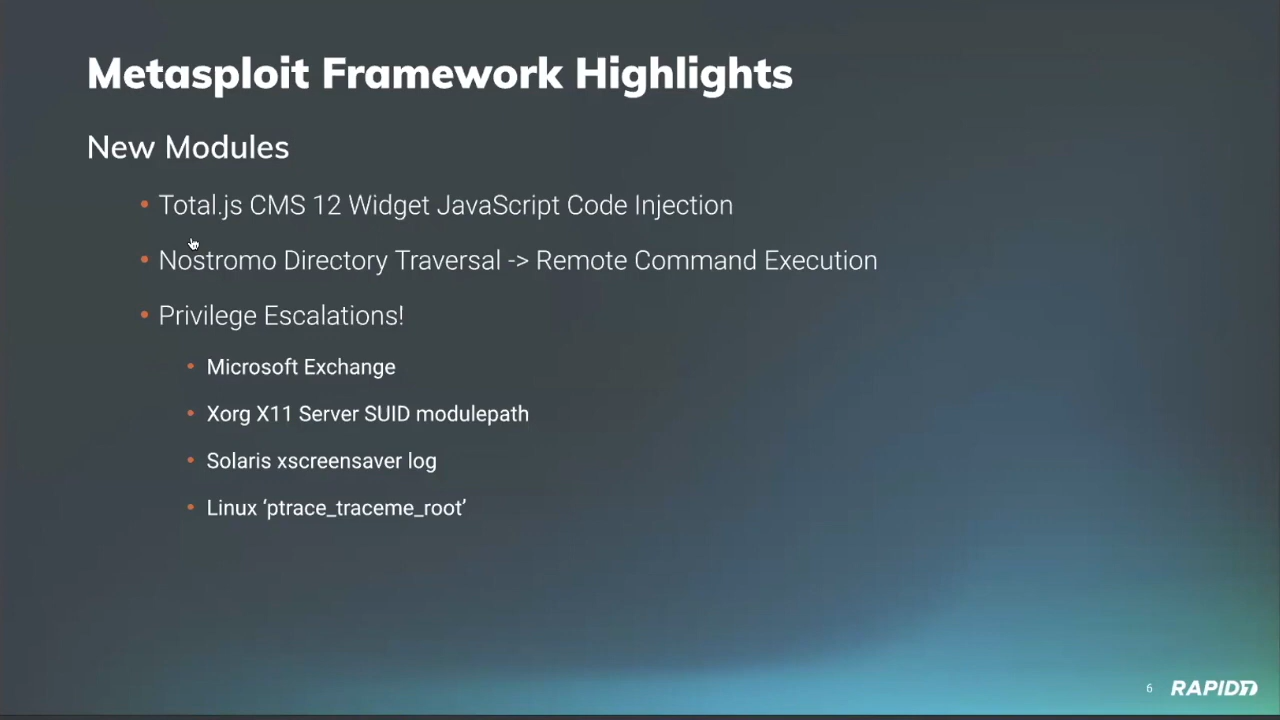 Metasploit Framework Highlights
New Modules
• Total.js CMS 12 Widget JavaScript Code Injection
• Nostromo Directory Traversal -> Remote Command Execution
• Privilege Escalations!
• Microsoft Exchange
• Xorg X11 Server SUID modulepath
• Solaris xscreensaver log
• Linux ‘ptrace_traceme_root’
6 RAPID7